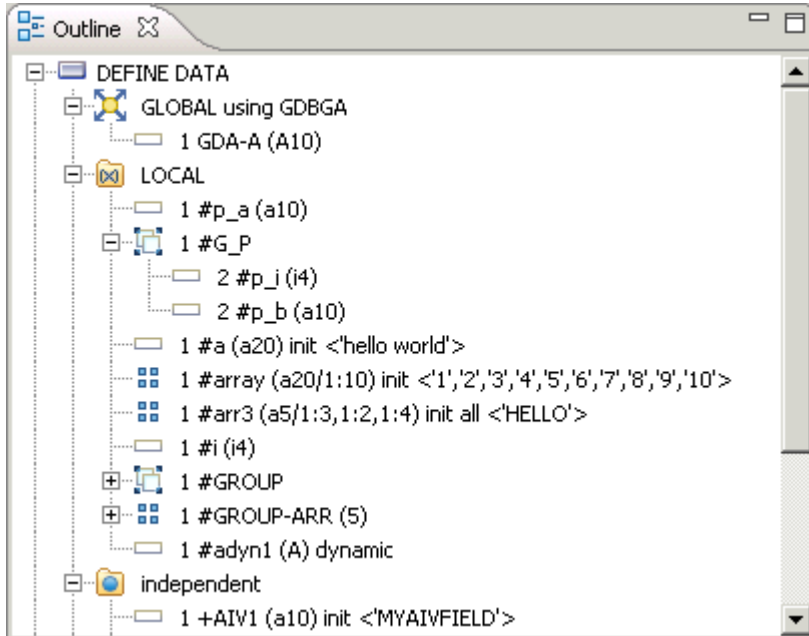 Outline
DEFINE DATA
GLOBAL using GDBGA
1 GDA-A (A10)
LOCAL
1 #p_a (a10)
1 #G_P
2 #p_i (i4)
2 #p_b (a10)
1 #a (a20) init <'hello world'>
1 #array (a20/1:10) init <'1','2','3','4','5','6','7','8','9','10'>
1 #arr3 (a5/1:3,1:2,1:4) init all <'HELLO'>
1 #i (i4)
1 #GROUP
1 #GROUP-ARR (5)
1 #adyn1 (A) dynamic
independent
1 +AIV1 (a10) init <'MYAIVFIELD'>